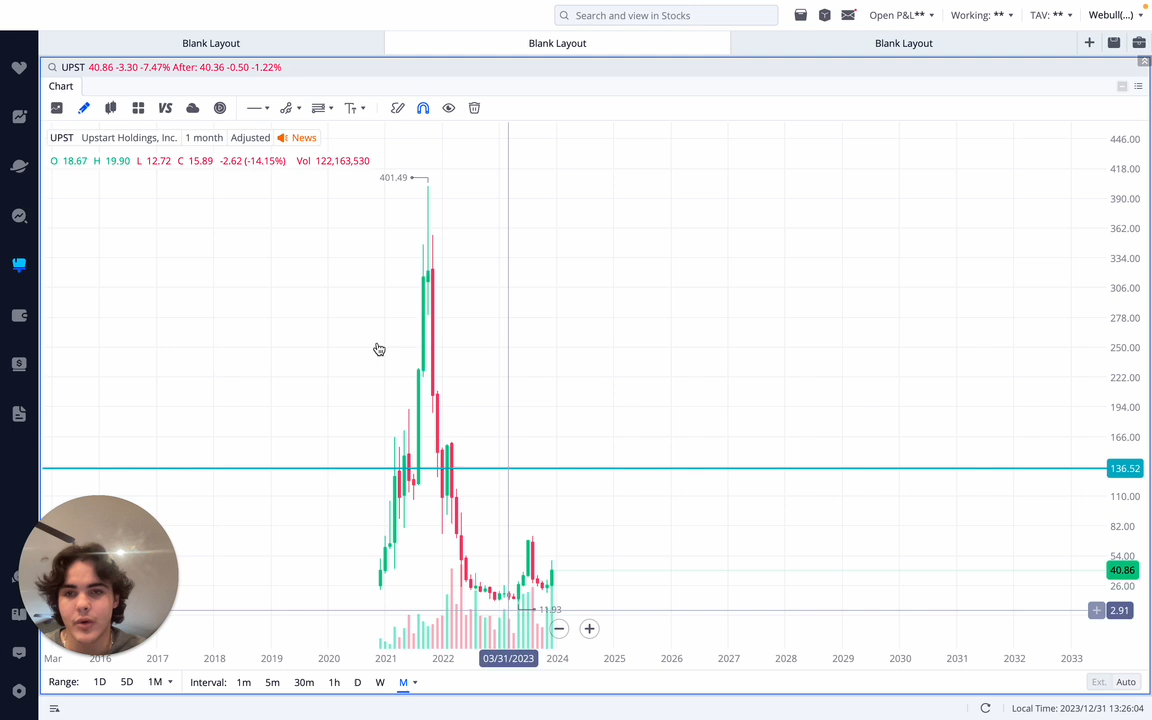 Search and view in Stocks
Open P&L**
Working: **
TAV: **
Webull(...)
Blank Layout
Blank Layout
Blank Layout
UPST 40.86 -3.30 -7.47% After: 40.36 -0.50 -1.22%
Chart
VS
Tт
UPST Upstart Holdings, Inc. 1 month Adjusted News
O 18.67 H 19.90 L 12.72 C 15.89 -2.62 (-14.15%) Vol 122,163,530
401.49
446.00
418.00
390.00
362.00
334.00
306.00
278.00
250.00
222.00
194.00
166.00
136.52
110.00
82.00
54.00
40.86
26.00
11.93
2.91
Mar 2016 2017 2018 2019 2020 2021 2022 03/31/2023 2024 2025 2026 2027 2028 2029 2030 2031 2032 2033
Range: 1D 5D 1M Interval: 1m 5m 30m 1h D W M Ext. Auto
Local Time: 2023/12/31 13:26:04